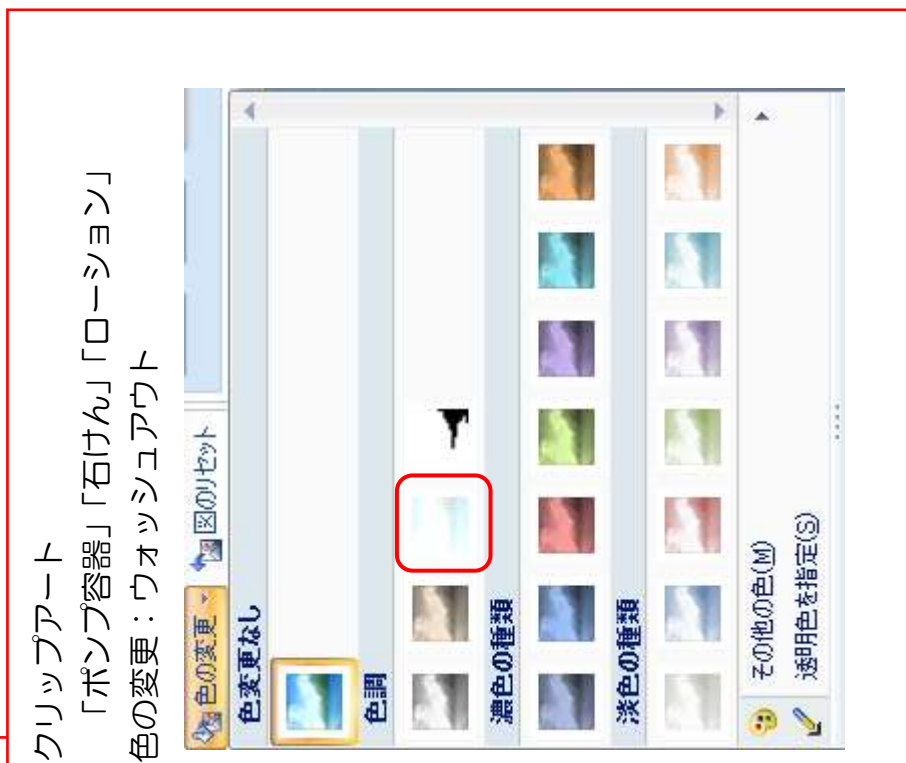 クリップアート
「ポンプ容器」「石けん」「ローション」
色の変更：ウォッシュアウト
色の変更 図のリセット
色変更なし
色調
濃色の種類
淡色の種類
その他の色(M)
透明色を指定(S)